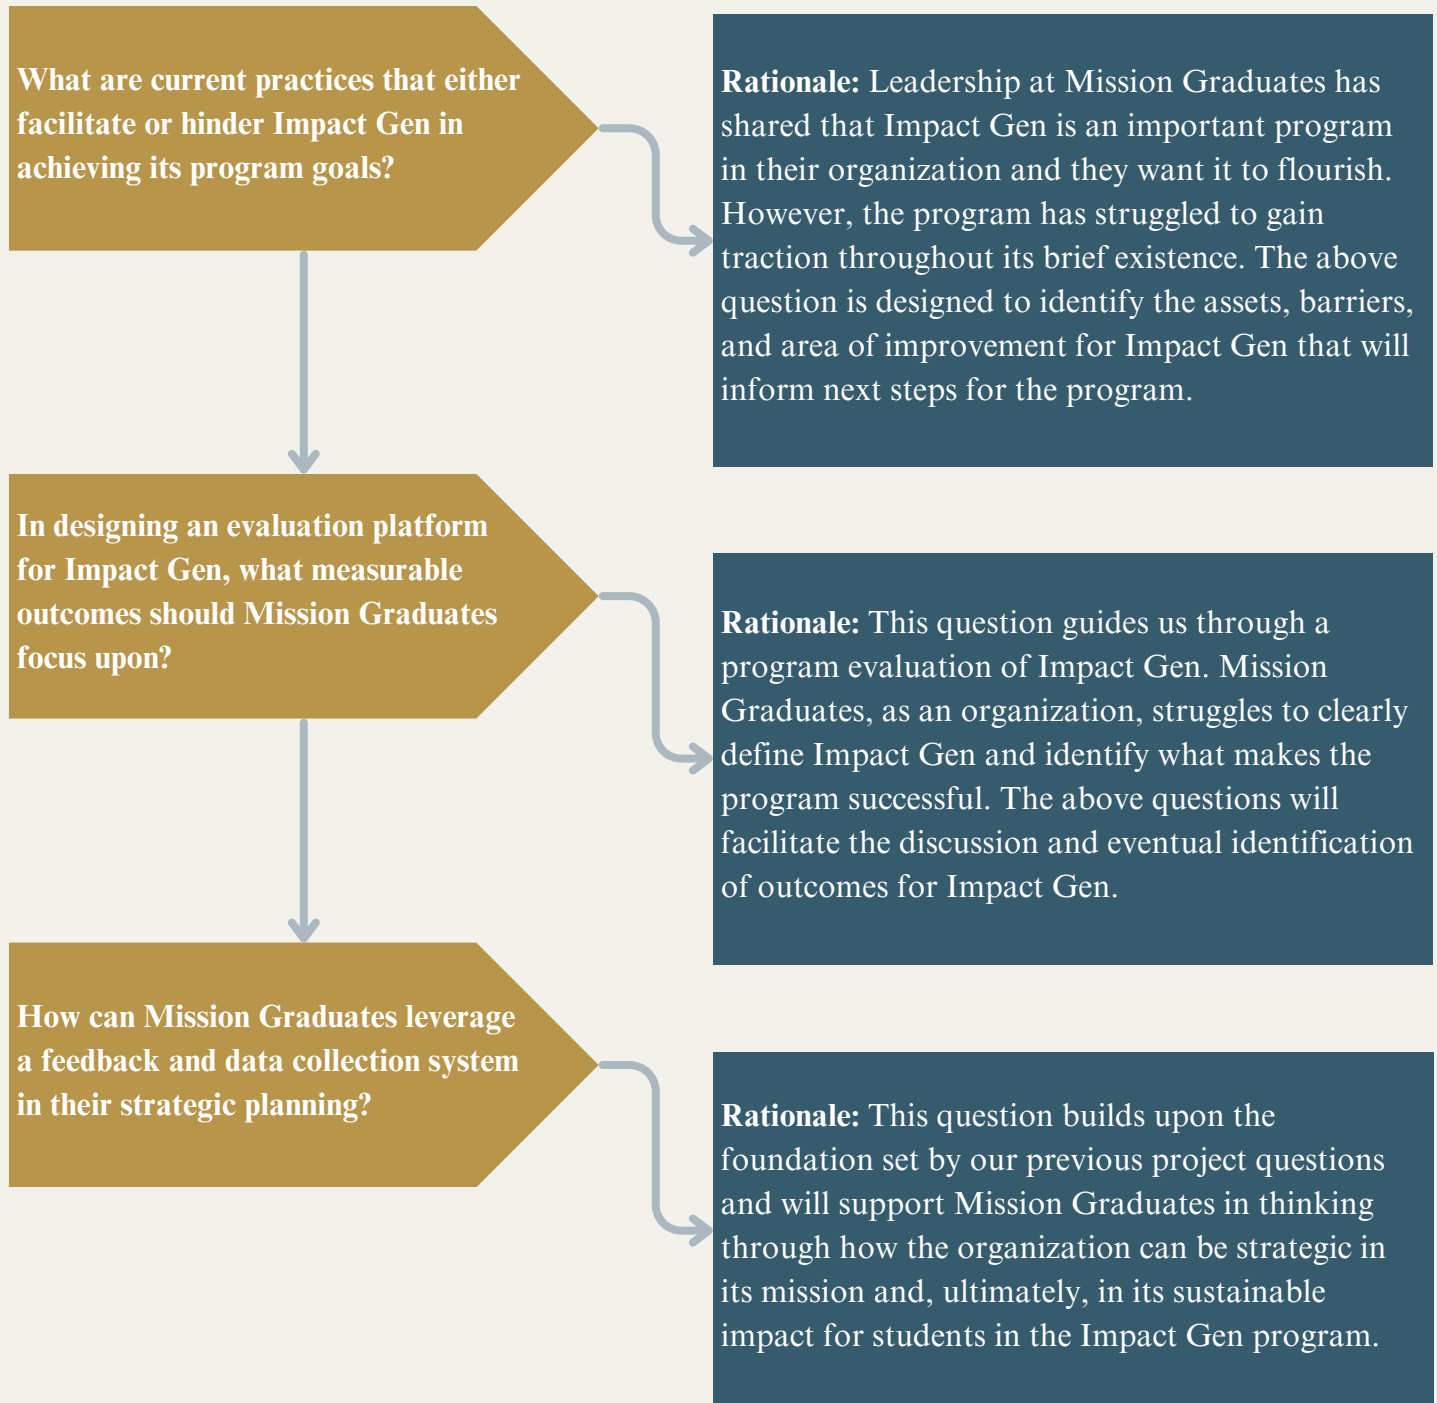 What are current practices that either
facilitate or hinder Impact Gen in
achieving its program goals?
Rationale: Leadership at Mission Graduates has
shared that Impact Gen is an important program
in their organization and they want it to flourish.
However, the program has struggled to gain
traction throughout its brief existence. The above
question is designed to identify the assets, barriers,
and area of improvement for Impact Gen that will
inform next steps for the program.
In designing an evaluation platform
for Impact Gen, what measurable
outcomes should Mission Graduates
focus upon?
Rationale: This question guides us through a
program evaluation of Impact Gen. Mission
Graduates, as an organization, struggles to clearly
define Impact Gen and identify what makes the
program successful. The above questions will
facilitate the discussion and eventual identification
of outcomes for Impact Gen.
How can Mission Graduates leverage
a feedback and data collection system
in their strategic planning?
Rationale: This question builds upon the
foundation set by our previous project questions
and will support Mission Graduates in thinking
through how the organization can be strategic in
its mission and, ultimately, in its sustainable
impact for students in the Impact Gen program.